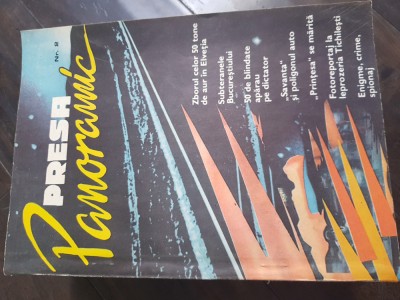 Nr. 2
PRESA
Panoramic
Zborul celor 50 tone
de aur în Elveția
Subteranele
Bucureștiului
50 de blindate
apărau
pe dictator
„Savanta”
și poligonul auto
„Prințesa” se mărită
Fotoreportaj la
leprozeria Tichilești
Enigme, crime,
spionaj